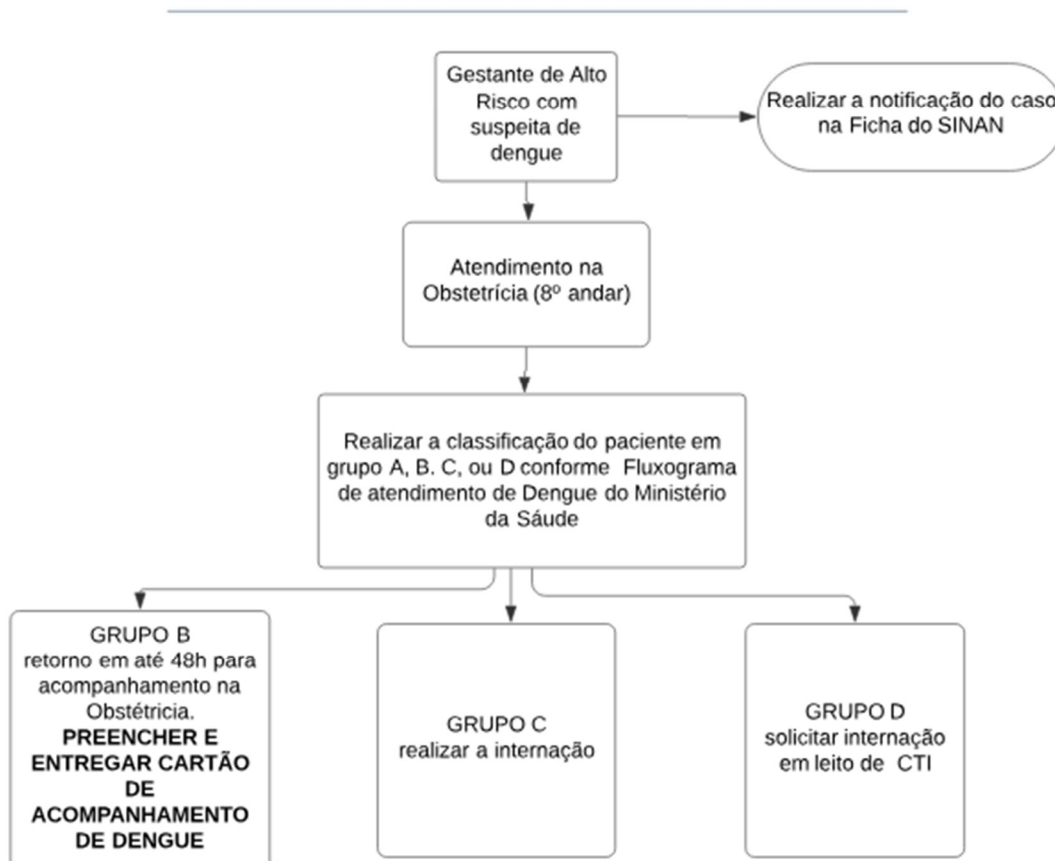 Gestante de Alto
Risco com
suspeita de
dengue
Realizar a notificação do caso
na Ficha do SINAN
Atendimento na
Obstetrícia (8º andar)
Realizar a classificação do paciente em
grupo A, B. C, ou D conforme Fluxograma
de atendimento de Dengue do Ministério
da Sáude
GRUPO B
retorno em até 48h para
acompanhamento na
Obstétricia.
PREENCHER E
ENTREGAR CARTÃO
DE
ACOMPANHAMENTO
DE DENGUE
GRUPO C
realizar a internação
GRUPO D
solicitar internação
em leito de CTI